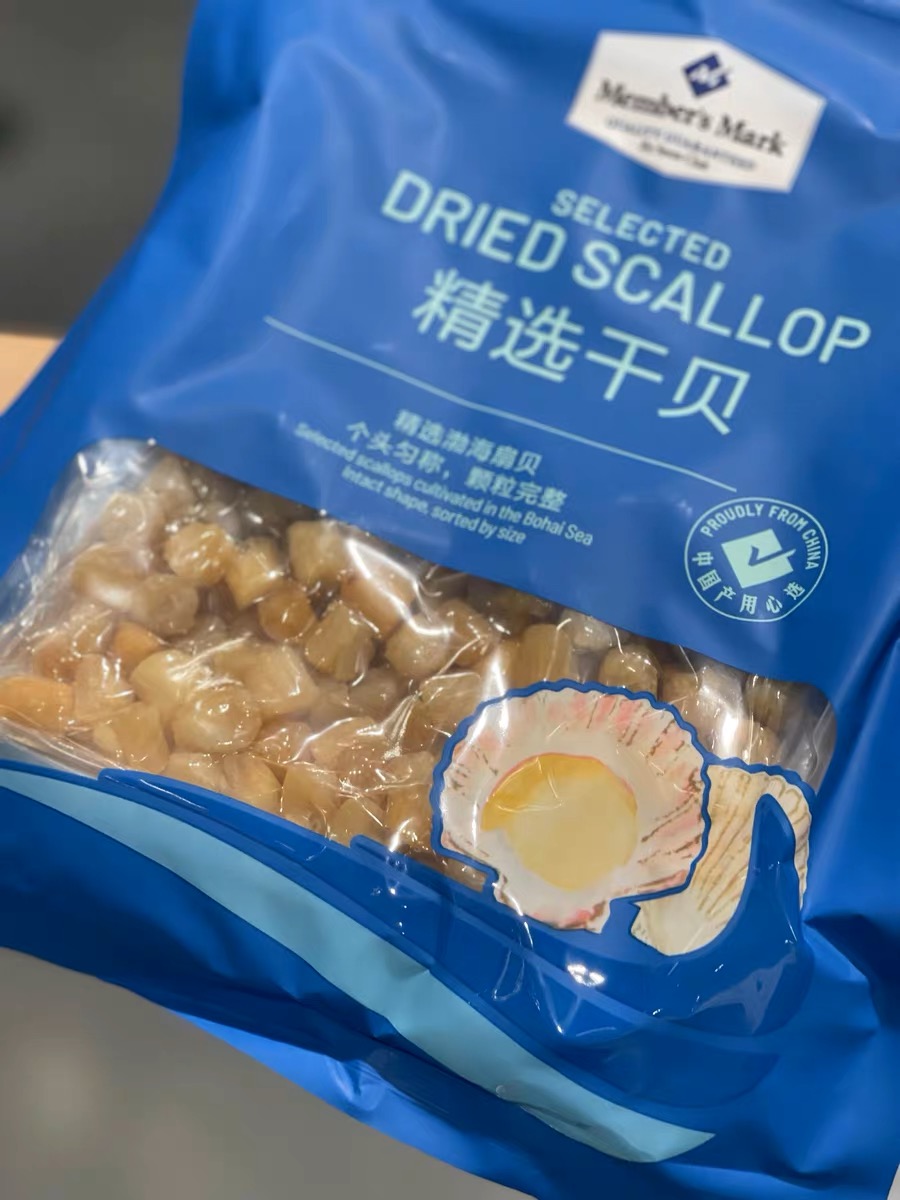 Member's Mark
QUALITY GUARANTEED
SELECTED
DRIED SCALLOP
精选干贝
精选渤海扇贝
个头匀称，颗粒完整
Selected scallops cultivated in the Bohai Sea
intact shape, sorted by size
PROUDLY FROM CHINA
中国产用心选